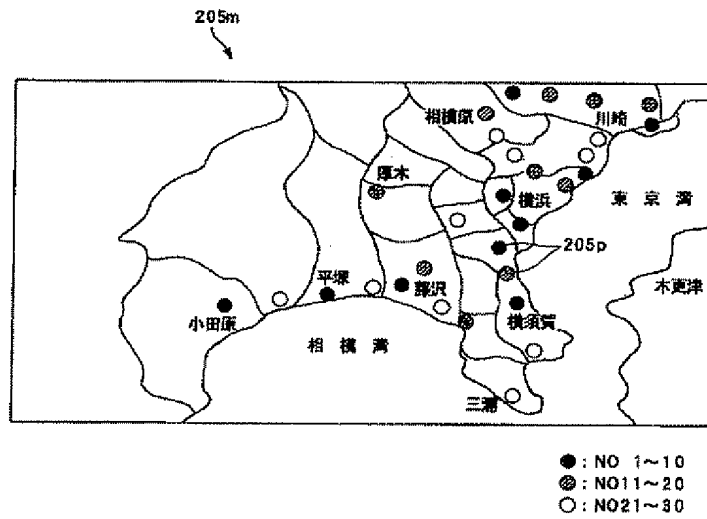 205m
相模原
川崎
厚木
横浜
東京湾
205p
木更津
平塚
藤沢
小田原
横須賀
相模湾
三浦
●：NO 1～10
：NO11～20
○：NO21～30